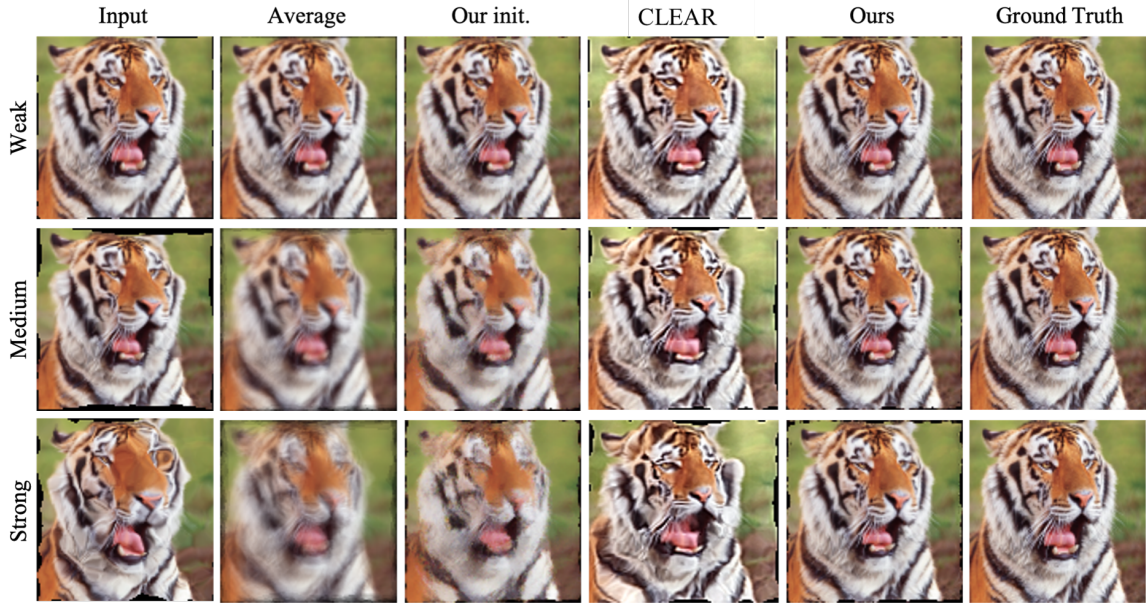 Input Average Our init. CLEAR Ours Ground Truth
Weak
Medium
Strong